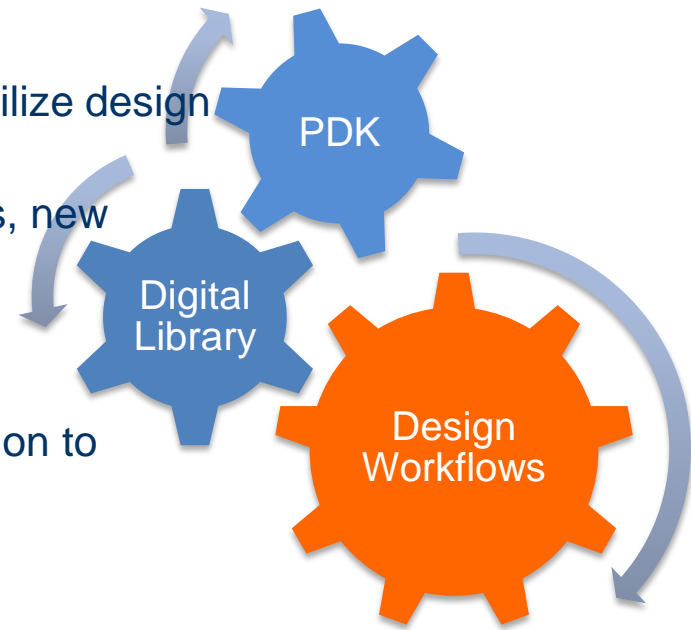 ilize design
PDK
s, new
Digital
Library
on to
Design
Workflows